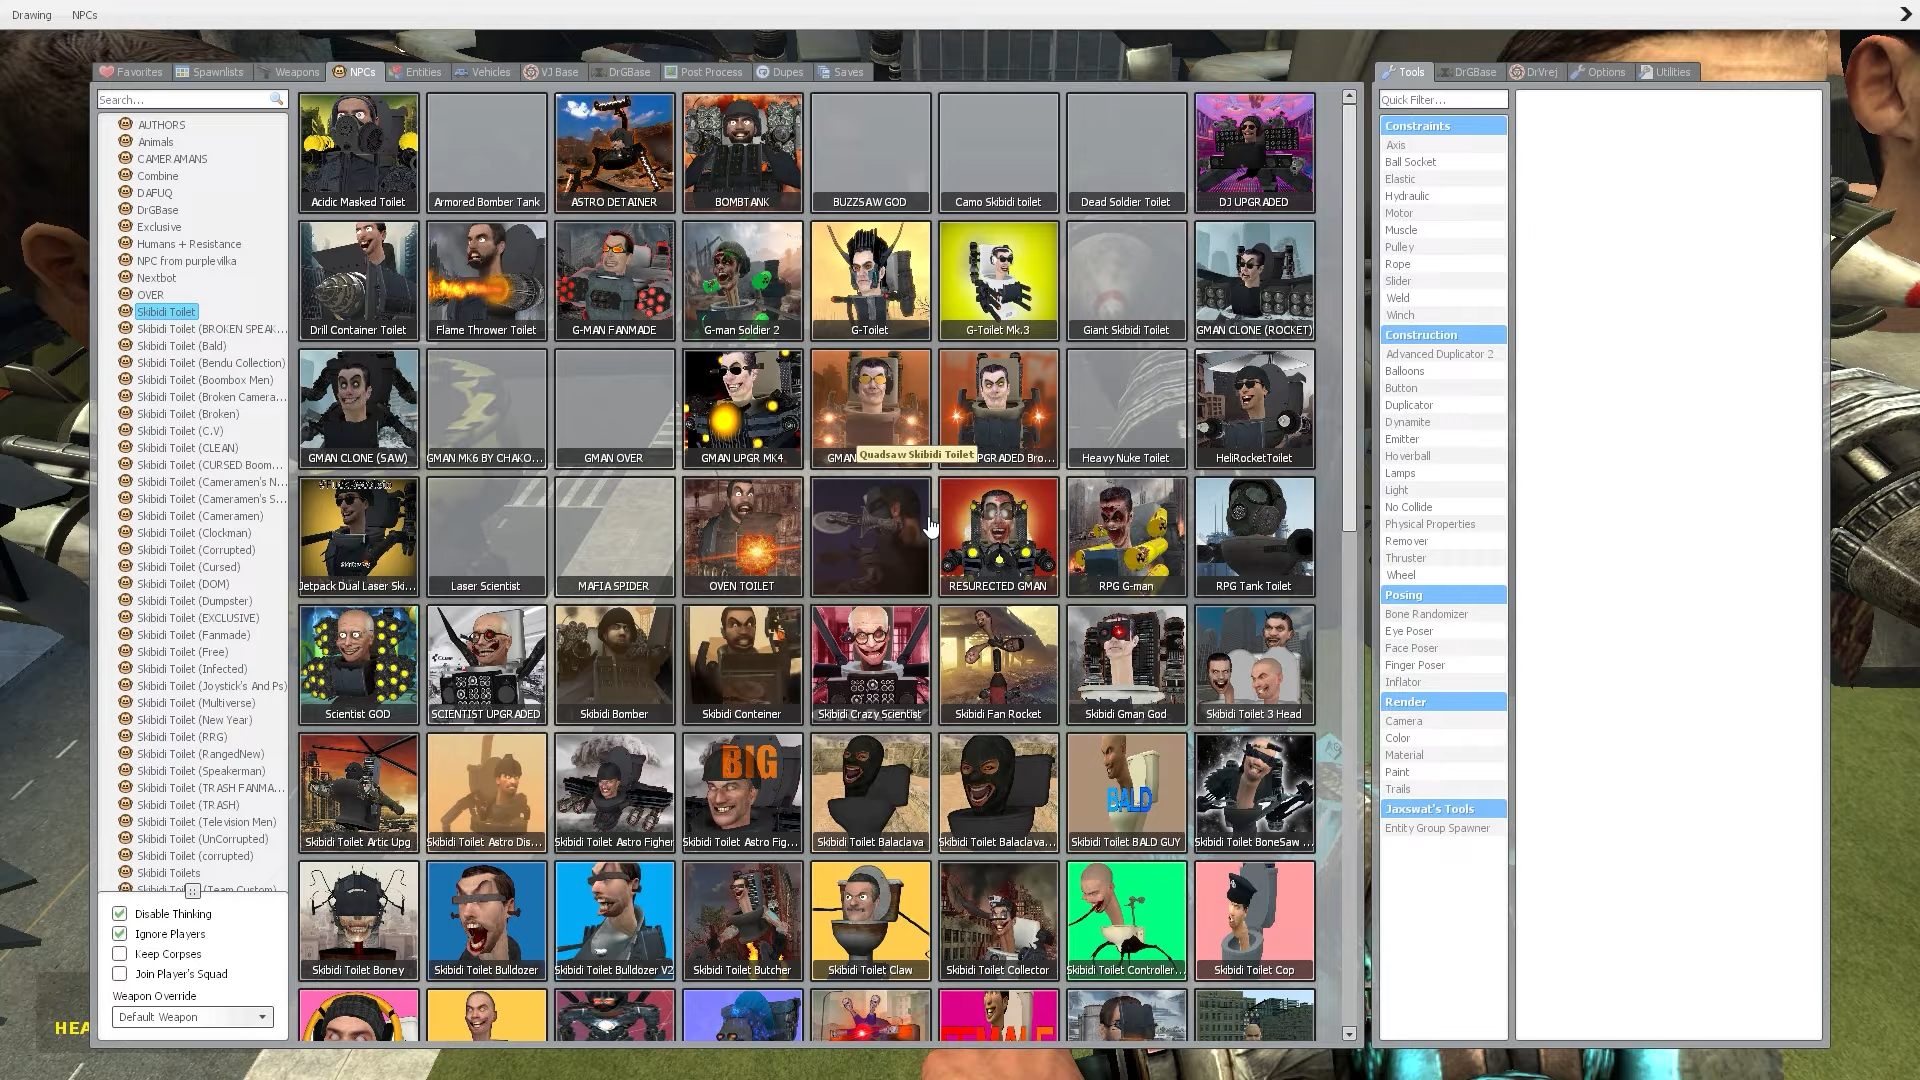 Drawing NPCs
Favorites Spawnlists Weapons NPCs Entities Vehicles VJ Base DrGBase Post Process Dupes Saves
Search...
AUTHORS
Animals
CAMERAMANS
Combine
DAFUQ
DrGBase
Exclusive
Humans + Resistance
NPC from purplevilka
Nextbot
OVER
Skibidi Toilet
Skibidi Toilet (BROKEN SPEAK...
Skibidi Toilet (Bald)
Skibidi Toilet (Bendu Collection)
Skibidi Toilet (Boombox Men)
Skibidi Toilet (Broken Camera...
Skibidi Toilet (Broken)
Skibidi Toilet (C.V)
Skibidi Toilet (CLEAN)
Skibidi Toilet (CURSED Boom...
Skibidi Toilet (Cameramen's N...
Skibidi Toilet (Cameramen's S...
Skibidi Toilet (Cameramen)
Skibidi Toilet (Clockman)
Skibidi Toilet (Corrupted)
Skibidi Toilet (Cursed)
Skibidi Toilet (DOM)
Skibidi Toilet (Dumpster)
Skibidi Toilet (EXCLUSIVE)
Skibidi Toilet (Fanmade)
Skibidi Toilet (Free)
Skibidi Toilet (Infected)
Skibidi Toilet (Joystick's And Ps)
Skibidi Toilet (Multiverse)
Skibidi Toilet (New Year)
Skibidi Toilet (RRG)
Skibidi Toilet (RangedNew)
Skibidi Toilet (Speakerman)
Skibidi Toilet (TRASH FANMA...
Skibidi Toilet (TRASH)
Skibidi Toilet (Television Men)
Skibidi Toilet (UnCorrupted)
Skibidi Toilet (corrupted)
Skibidi Toilets
Disable Thinking
Ignore Players
Keep Corpses
Join Player's Squad
Weapon Override
Default Weapon
HEA
Acidic Masked Toilet Armored Bomber Tank ASTRO DETAINER BOMBTANK BUZZSAW GOD Camo Skibidi toilet Dead Soldier Toilet DJ UPGRADED
Drill Container Toilet Flame Thrower Toilet G-MAN FANMADE G-man Soldier 2 G-Toilet G-Toilet Mk.3 Giant Skibidi Toilet GMAN CLONE (ROCKET)
GMAN CLONE (SAW) GMAN MK6 BY CHAKO... GMAN OVER GMAN UPGR MK4 GMAN PGRADED Bro... Heavy Nuke Toilet HeliRocketToilet
Quadsaw Skibidi Toilet
Jetpack Dual Laser Ski... Laser Scientist MAFIA SPIDER OVEN TOILET RESURECTED GMAN RPG G-man RPG Tank Toilet
Scientist GOD SCIENTIST UPGRADED Skibidi Bomber Skibidi Conteiner Skibidi Crazy Scientist Skibidi Fan Rocket Skibidi Gman God Skibidi Toilet 3 Head
BIG
BALD
Skibidi Toilet Artic Upg Skibidi Toilet Astro Dis... Skibidi Toilet Astro Figher Skibidi Toilet Astro Fig... Skibidi Toilet Balaclava Skibidi Toilet Balaclava... Skibidi Toilet BALD GUY Skibidi Toilet BoneSaw ...
Skibidi Toilet Boney Skibidi Toilet Bulldozer Skibidi Toilet Bulldozer V2 Skibidi Toilet Butcher Skibidi Toilet Claw Skibidi Toilet Collector Skibidi Toilet Controller... Skibidi Toilet Cop
Tools DrGBase DrVrej Options Utilities
Quick Filter...
Constraints
Axis
Ball Socket
Elastic
Hydraulic
Motor
Muscle
Pulley
Rope
Slider
Weld
Winch
Construction
Advanced Duplicator 2
Balloons
Button
Duplicator
Dynamite
Emitter
Hoverball
Lamps
Light
No Collide
Physical Properties
Remover
Thruster
Wheel
Posing
Bone Randomizer
Eye Poser
Face Poser
Finger Poser
Inflator
Render
Camera
Color
Material
Paint
Trails
Jaxswat's Tools
Entity Group Spawner